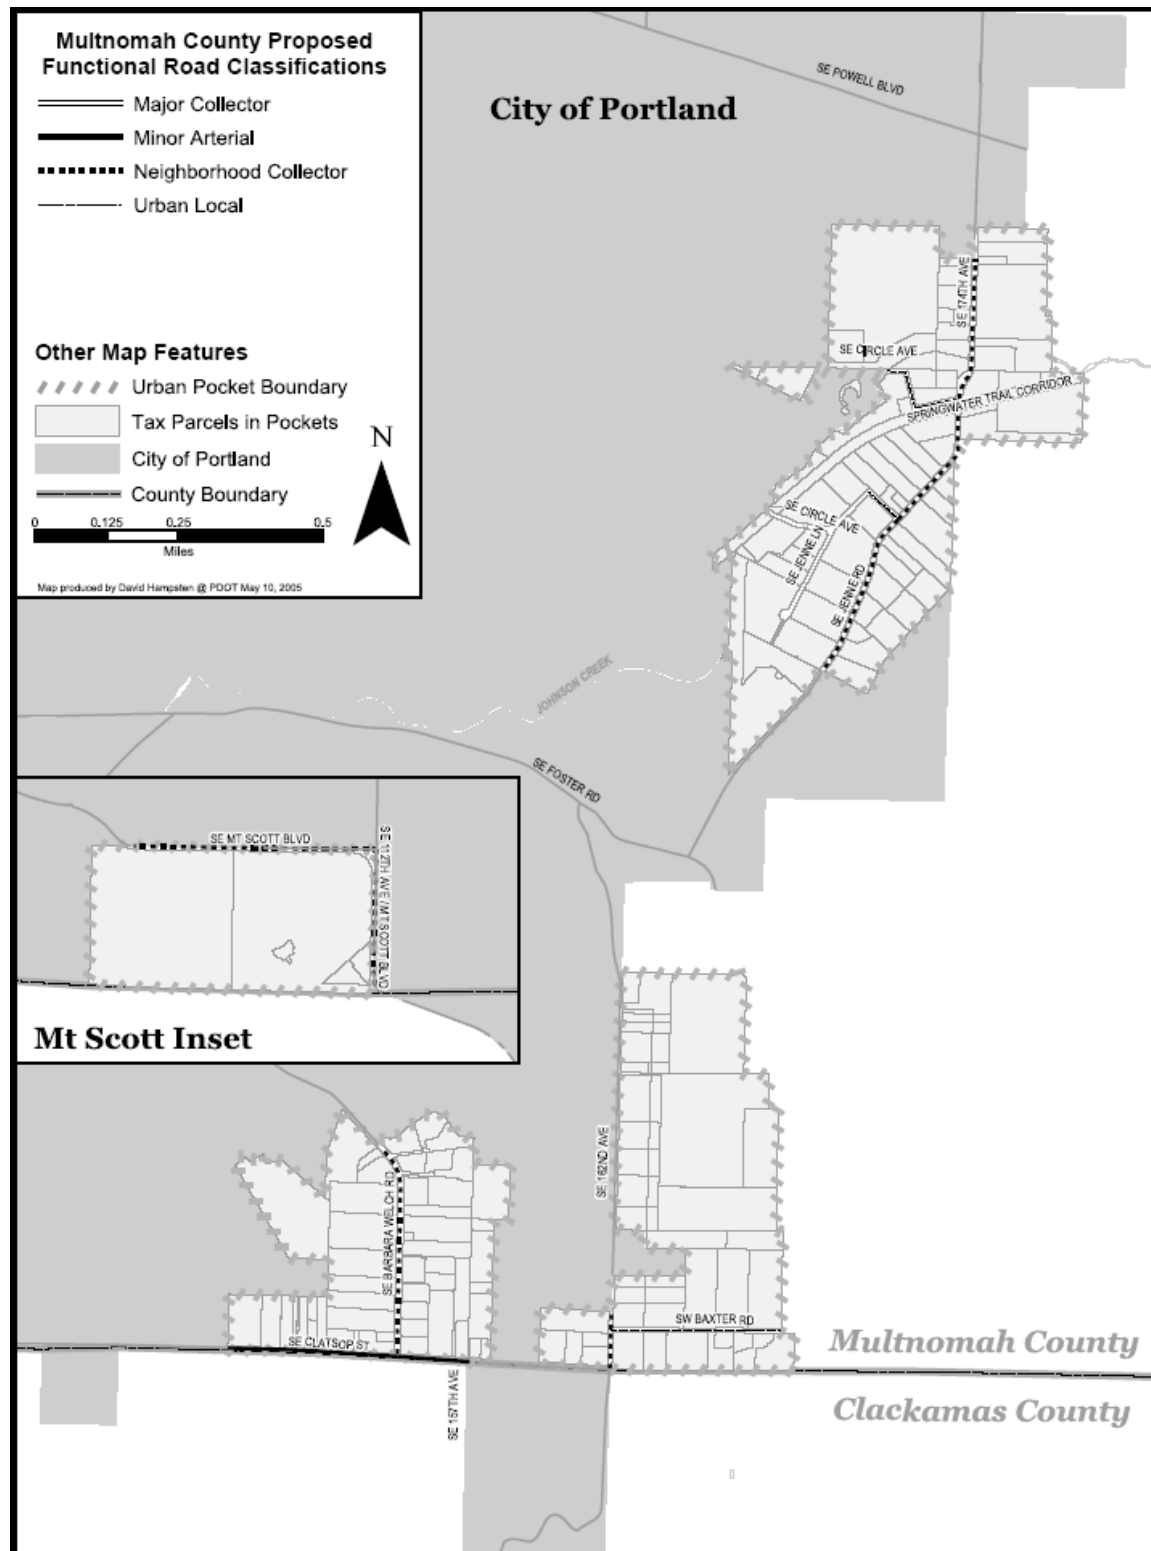 Multnomah County Proposed
Functional Road Classifications
Major Collector
Minor Arterial
Neighborhood Collector
Urban Local
Other Map Features
Urban Pocket Boundary
Tax Parcels in Pockets
City of Portland
County Boundary
N
0 0.125 0.25 0.5
Miles
Map produced by David Hampsten @ PDOT May 10, 2005
City of Portland
SE POWELL BLVD
SE 174TH AVE
SE CIRCLE AVE
SPRINGWATER TRAIL CORRIDOR
SE CIRCLE AVE
SE JENNE LN
SE JENNE RD
JOHNSON CREEK
SE FOSTER RD
SE MT SCOTT BLVD
SE 112TH AVE / MT SCOTT BLVD
Mt Scott Inset
SE 162ND AVE
SE BARBARA WELCH RD
SW BAXTER RD
SE CLATSOP ST
SE 157TH AVE
Multnomah County
Clackamas County